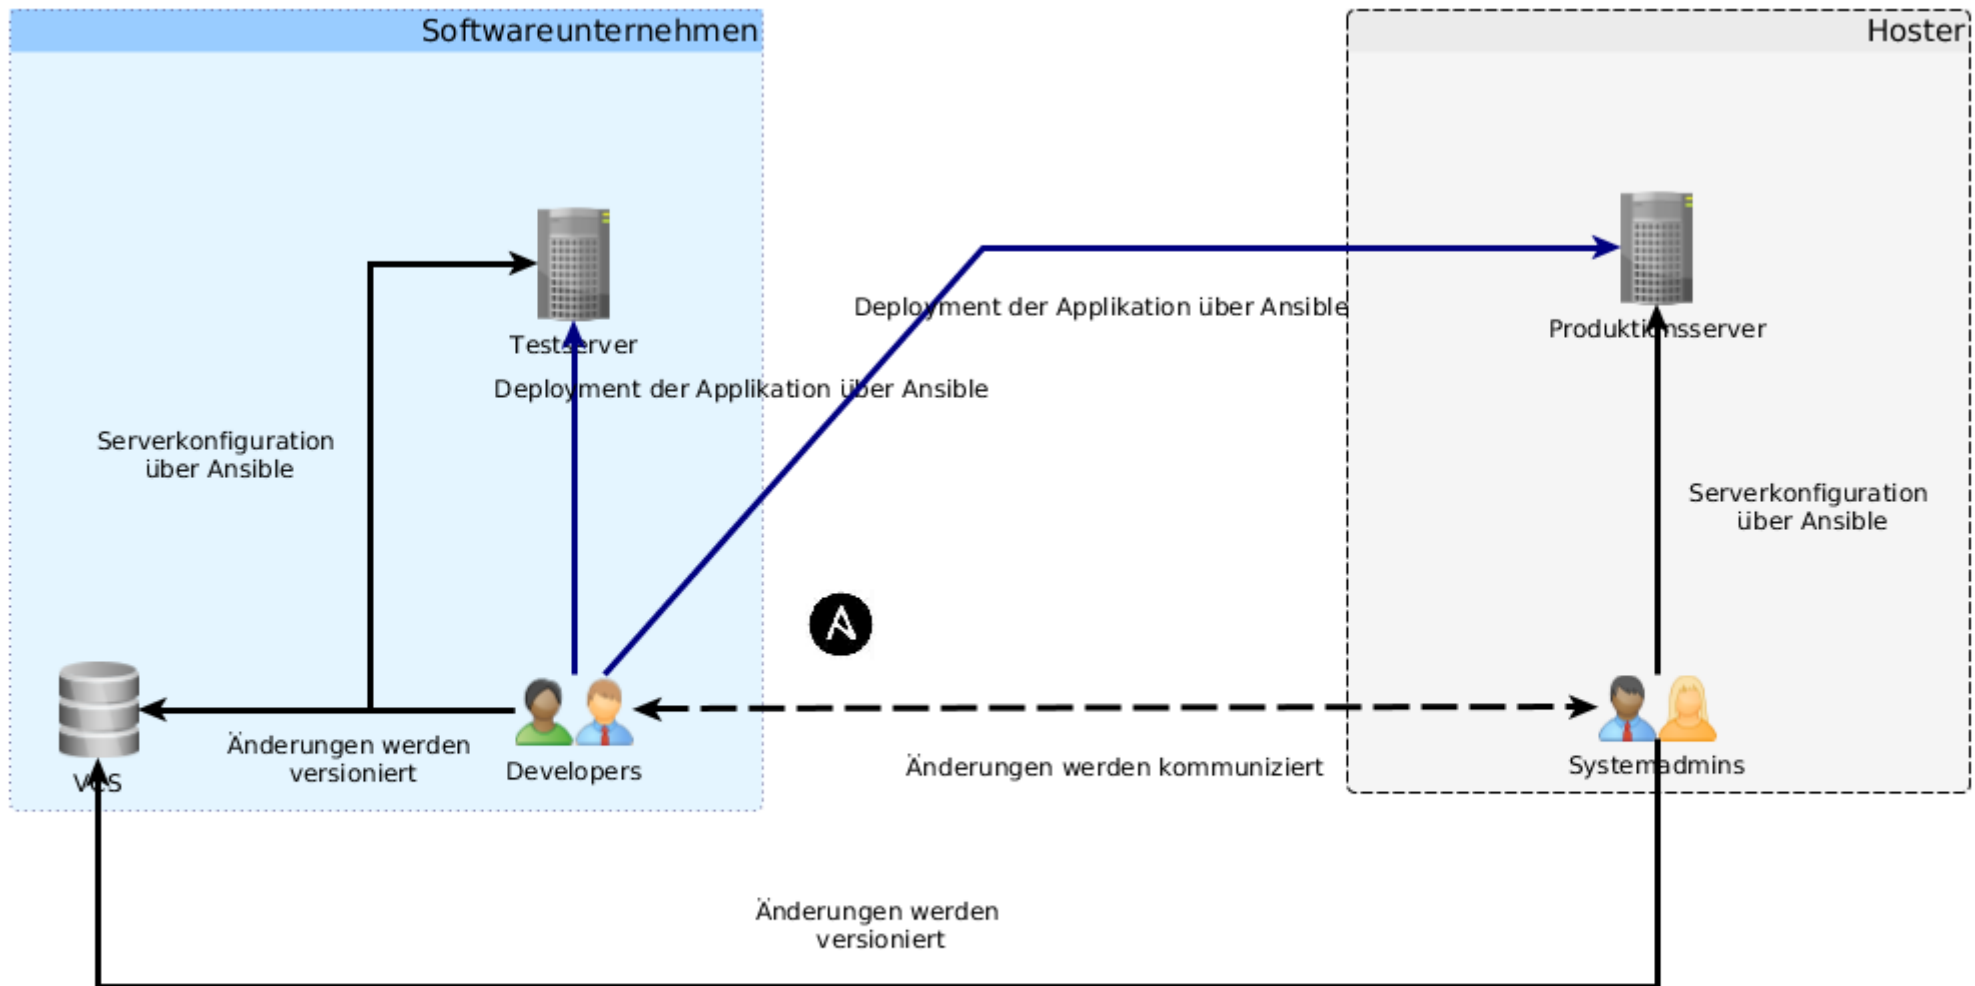 Softwareunternehmen
Hoster
Deployment der Applikation über Ansible
Produktionsserver
Testserver
Deployment der Applikation über Ansible
Serverkonfiguration
über Ansible
Serverkonfiguration
über Ansible
Änderungen werden
versioniert
Developers
Änderungen werden kommuniziert
Systemadmins
VCS
Änderungen werden
versioniert